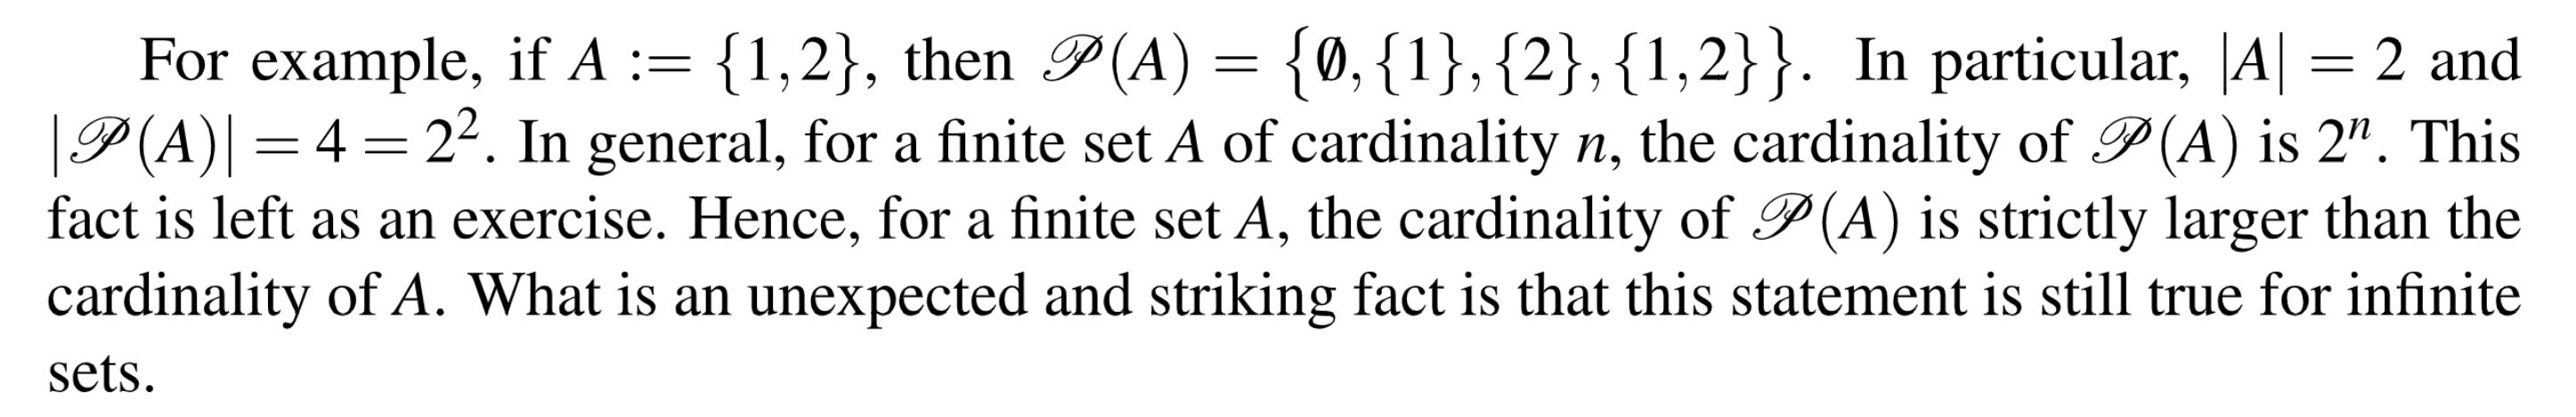 For example, if A := {1,2}, then 𝒫(A) = {∅, {1}, {2}, {1,2}}. In particular, |A| = 2 and
|𝒫(A)| = 4 = 2². In general, for a finite set A of cardinality n, the cardinality of 𝒫(A) is 2ⁿ. This
fact is left as an exercise. Hence, for a finite set A, the cardinality of 𝒫(A) is strictly larger than the
cardinality of A. What is an unexpected and striking fact is that this statement is still true for infinite
sets.